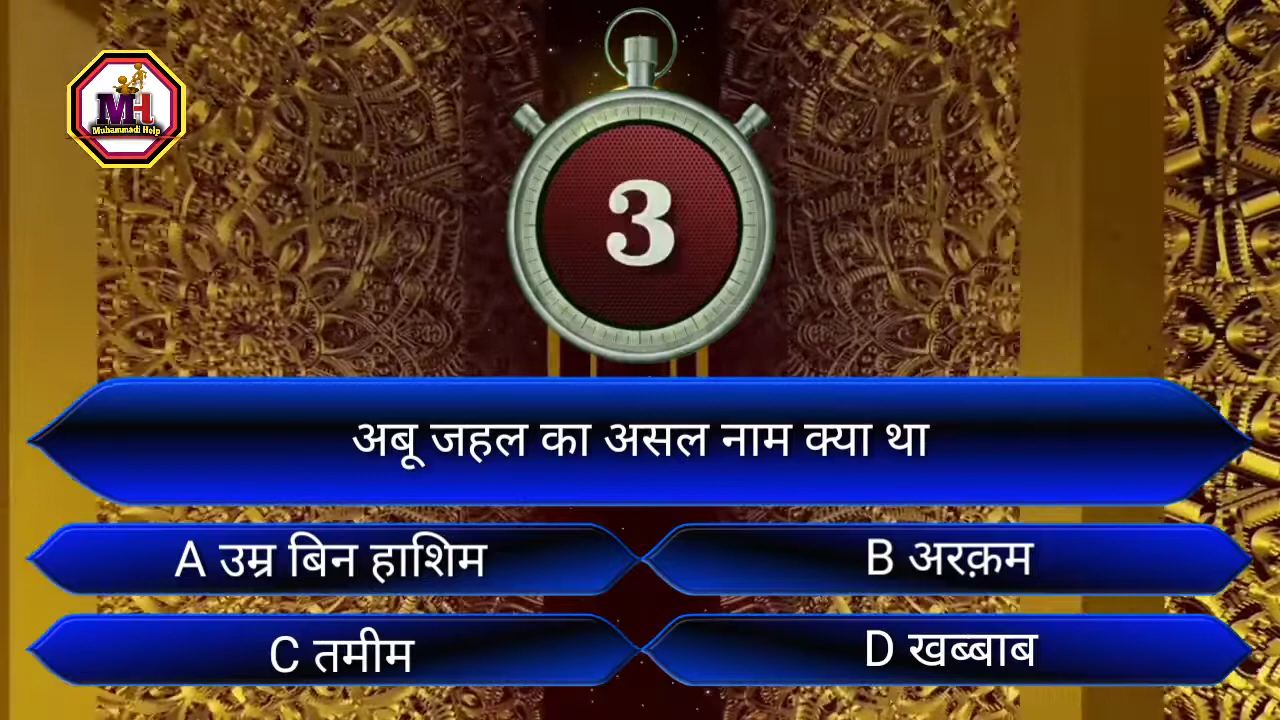 MH
Muhammadi Help
3
अबू जहल का असल नाम क्या था
A उम्र बिन हाशिम
B अरक़म
C तमीम
D खब्बाब